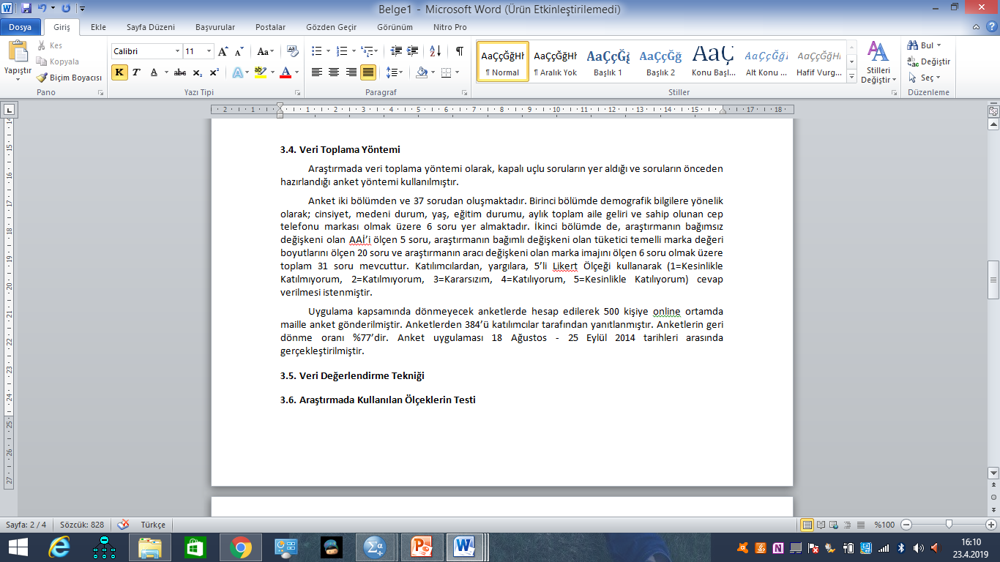 Belge1 - Microsoft Word (Ürün Etkinleştirilemedi)
Dosya Giriş Ekle Sayfa Düzeni Başvurular Postalar Gözden Geçir Görünüm Nitro Pro
Yapıştır
Kes
Kopyala
Biçim Boyacısı
Pano
Calibri 11
K T A abc x₂ x²
Yazı Tipi
Paragraf
AaÇçĞğHł AaÇçĞğHł AaÇçĞğ AaÇçĞğ AaÇ AaÇçĞğI AaÇçĞğHł
¶ Normal ¶ Aralık Yok Başlık 1 Başlık 2 Konu Başl... Alt Konu ... Hafif Vurg...
Stiller
Stilleri Değiştir
Bul
Değiştir
Seç
Düzenleme
3.4. Veri Toplama Yöntemi
Araştırmada veri toplama yöntemi olarak, kapalı uçlu soruların yer aldığı ve soruların önceden
hazırlandığı anket yöntemi kullanılmıştır.
Anket iki bölümden ve 37 sorudan oluşmaktadır. Birinci bölümde demografik bilgilere yönelik
olarak; cinsiyet, medeni durum, yaş, eğitim durumu, aylık toplam aile geliri ve sahip olunan cep
telefonu markası olmak üzere 6 soru yer almaktadır. İkinci bölümde de, araştırmanın bağımsız
değişkeni olan AAİ’i ölçen 5 soru, araştırmanın bağımlı değişkeni olan tüketici temelli marka değeri
boyutlarını ölçen 20 soru ve araştırmanın aracı değişkeni olan marka imajını ölçen 6 soru olmak üzere
toplam 31 soru mevcuttur. Katılımcılardan, yargılara, 5’li Likert Ölçeği kullanarak (1=Kesinlikle
Katılmıyorum, 2=Katılmıyorum, 3=Kararsızım, 4=Katılıyorum, 5=Kesinlikle Katılıyorum) cevap
verilmesi istenmiştir.
Uygulama kapsamında dönmeyecek anketlerde hesap edilerek 500 kişiye online ortamda
maille anket gönderilmiştir. Anketlerden 384’ü katılımcılar tarafından yanıtlanmıştır. Anketlerin geri
dönme oranı %77’dir. Anket uygulaması 18 Ağustos - 25 Eylül 2014 tarihleri arasında
gerçekleştirilmiştir.
3.5. Veri Değerlendirme Tekniği
3.6. Araştırmada Kullanılan Ölçeklerin Testi
Sayfa: 2 / 4 Sözcük: 828 Türkçe %100
16:10
23.4.2019